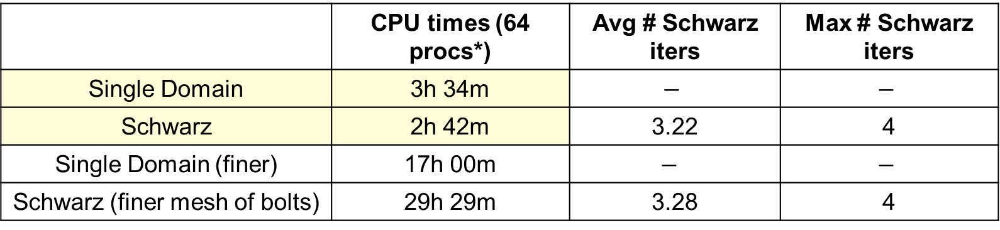 CPU times (64 procs*) Avg # Schwarz iters Max # Schwarz iters
Single Domain 3h 34m – –
Schwarz 2h 42m 3.22 4
Single Domain (finer) 17h 00m – –
Schwarz (finer mesh of bolts) 29h 29m 3.28 4